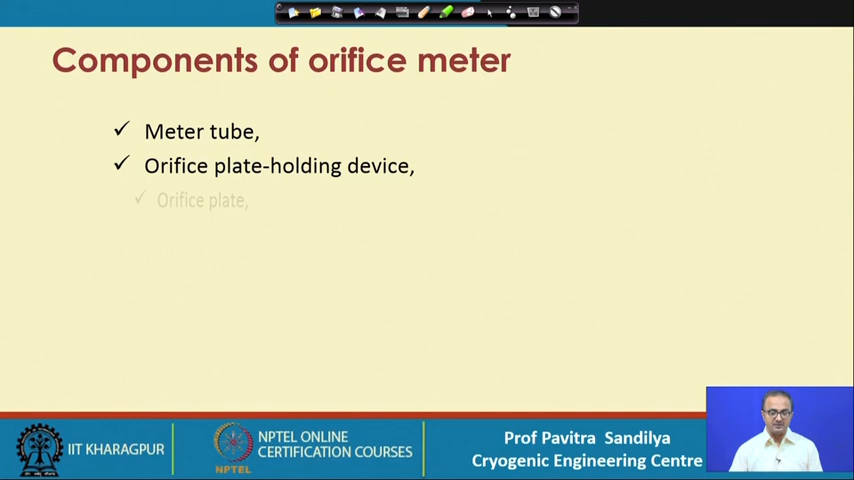 Components of orifice meter
✓ Meter tube,
✓ Orifice plate-holding device,
✓ Orifice plate,
IIT KHARAGPUR
NPTEL
NPTEL ONLINE
CERTIFICATION COURSES
Prof Pavitra Sandilya
Cryogenic Engineering Centre